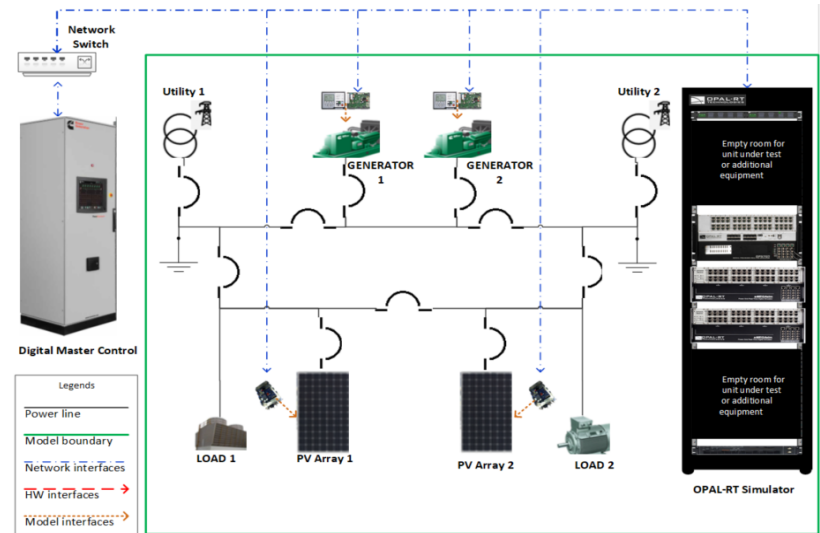 Network
Switch
Utility 1
Utility 2
OPAL-RT
Empty room for
unit under test
or additional
equipment
GENERATOR
1
GENERATOR
2
Digital Master Control
Legends
Power line
Model boundary
Network interfaces
HW interfaces
Model interfaces
LOAD 1
PV Array 1
PV Array 2
LOAD 2
Empty room for
unit under test
or additional
equipment
OPAL-RT Simulator